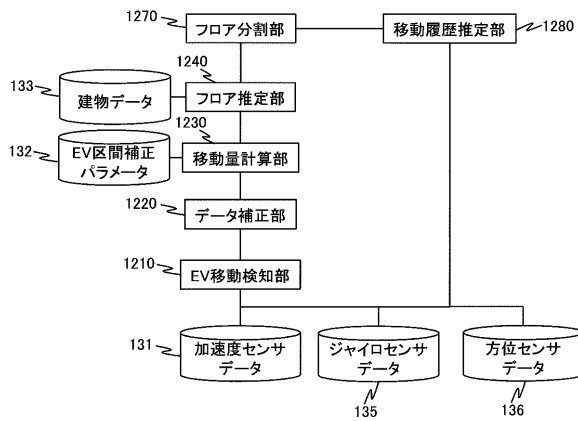 1270
フロア分割部
移動履歴推定部
1280
1240
133
建物データ
フロア推定部
1230
132
EV区間補正
パラメータ
移動量計算部
1220
データ補正部
1210
EV移動検知部
131
加速度センサ
データ
ジャイロセンサ
データ
方位センサ
データ
135
136